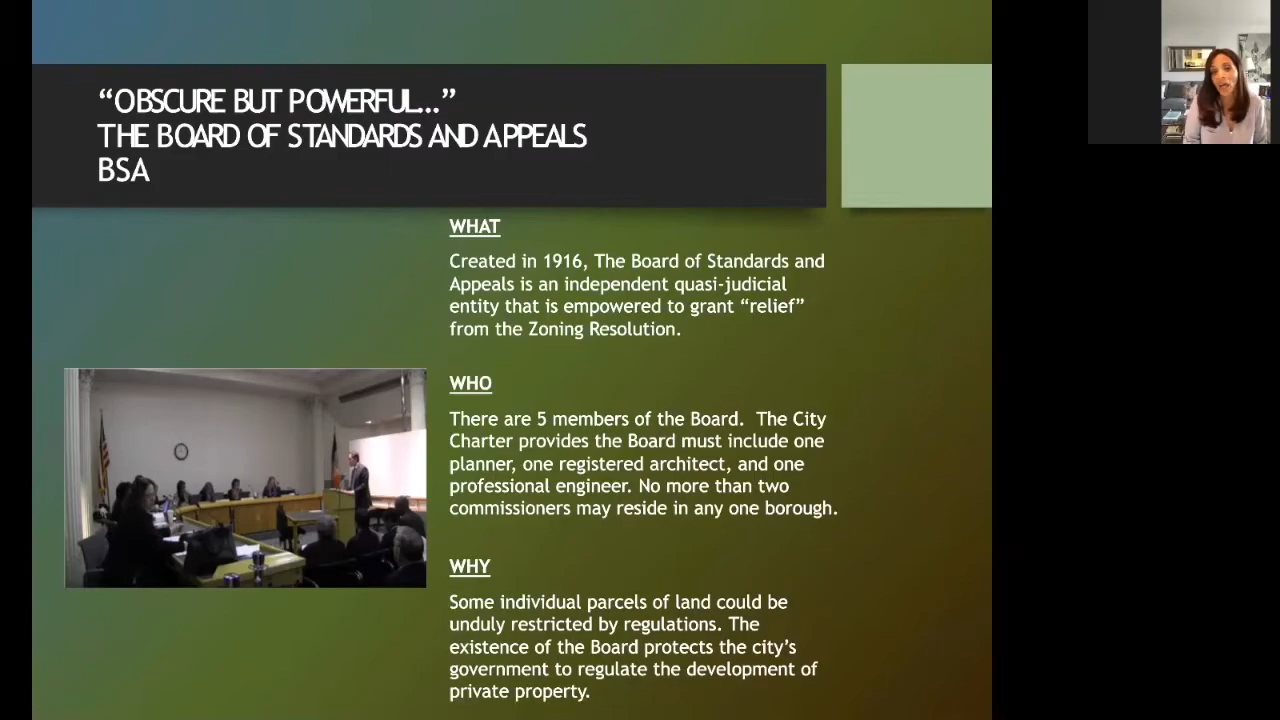 “OBSCURE BUT POWERFUL…”
THE BOARD OF STANDARDS AND APPEALS
BSA
WHAT
Created in 1916, The Board of Standards and
Appeals is an independent quasi-judicial
entity that is empowered to grant “relief”
from the Zoning Resolution.
WHO
There are 5 members of the Board.  The City
Charter provides the Board must include one
planner, one registered architect, and one
professional engineer. No more than two
commissioners may reside in any one borough.
WHY
Some individual parcels of land could be
unduly restricted by regulations. The
existence of the Board protects the city’s
government to regulate the development of
private property.